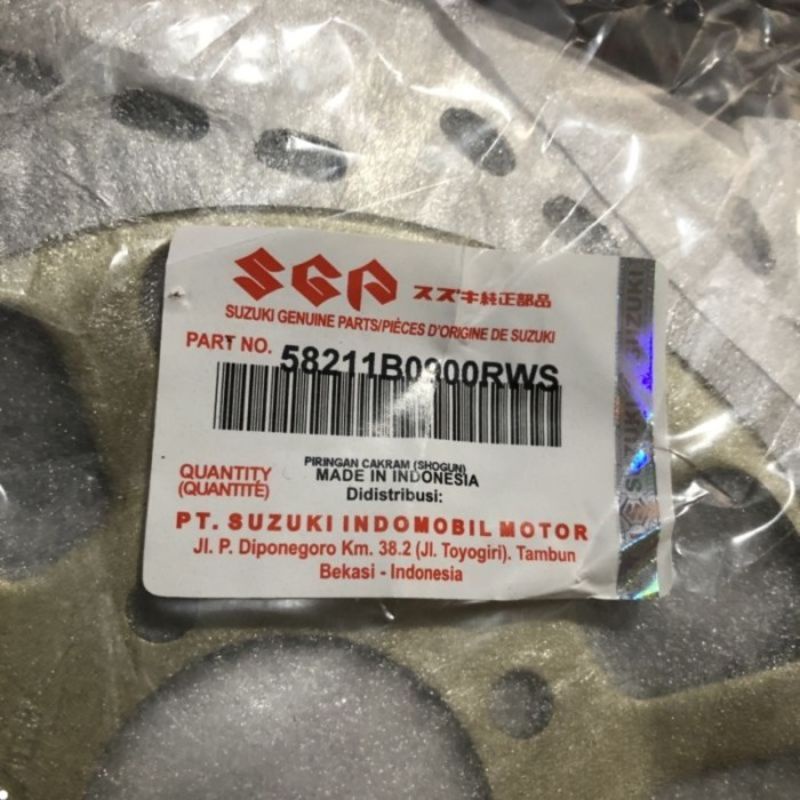 SGP スズキ純正部品
SUZUKI GENUINE PARTS/PIÈCES D'ORIGINE DE SUZUKI
PART NO. 58211B0900RWS
PIRINGAN CAKRAM (SHOGUN)
MADE IN INDONESIA
QUANTITY
(QUANTITÉ)
Didistribusi:
PT. SUZUKI INDOMOBIL MOTOR
Jl. P. Diponegoro Km. 38.2 (Jl. Toyogiri). Tambun
Bekasi - Indonesia
SUZUKI
SUZUKI
SUZUKI